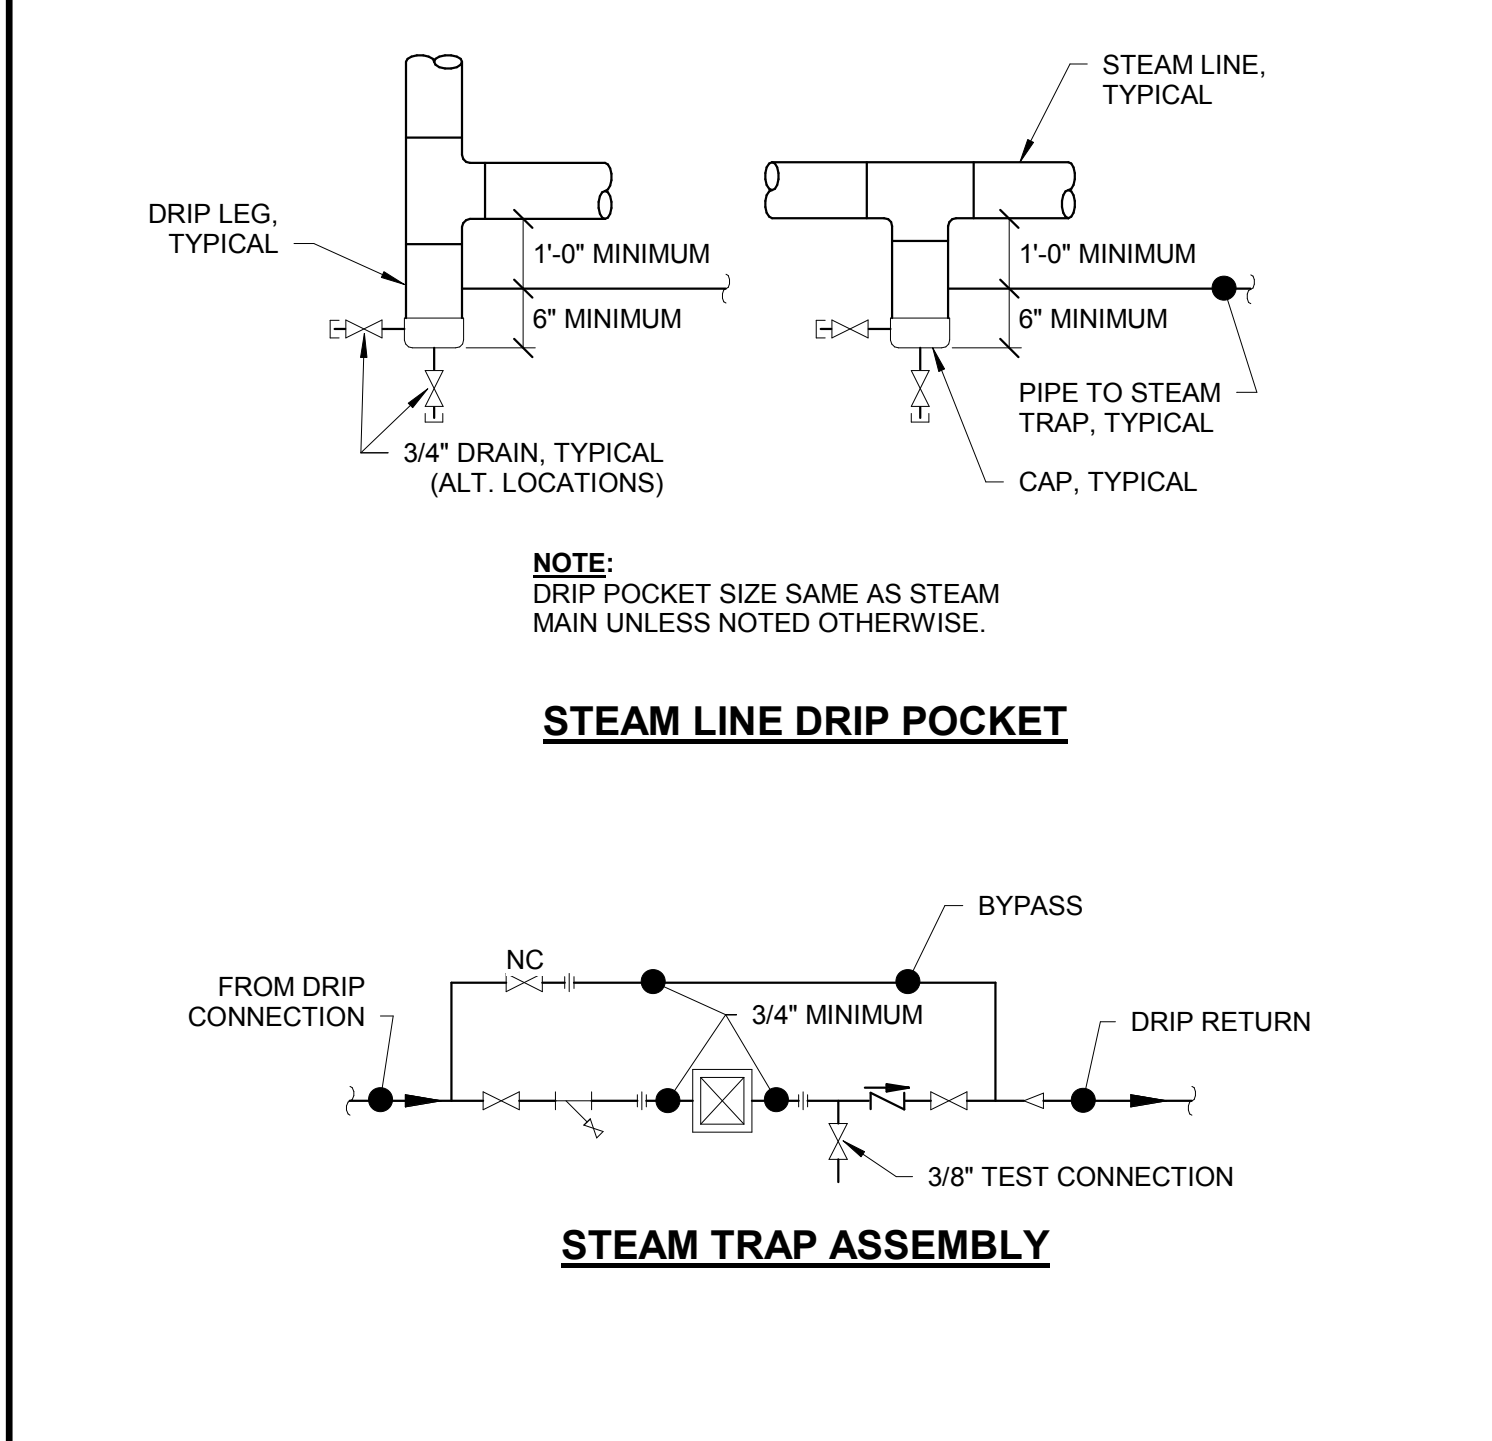 STEAM LINE,
TYPICAL
DRIP LEG,
TYPICAL
1'-0" MINIMUM
1'-0" MINIMUM
6" MINIMUM
6" MINIMUM
PIPE TO STEAM
TRAP, TYPICAL
3/4" DRAIN, TYPICAL
(ALT. LOCATIONS)
CAP, TYPICAL
NOTE:
DRIP POCKET SIZE SAME AS STEAM
MAIN UNLESS NOTED OTHERWISE.
STEAM LINE DRIP POCKET
BYPASS
NC
FROM DRIP
CONNECTION
3/4" MINIMUM
DRIP RETURN
3/8" TEST CONNECTION
STEAM TRAP ASSEMBLY